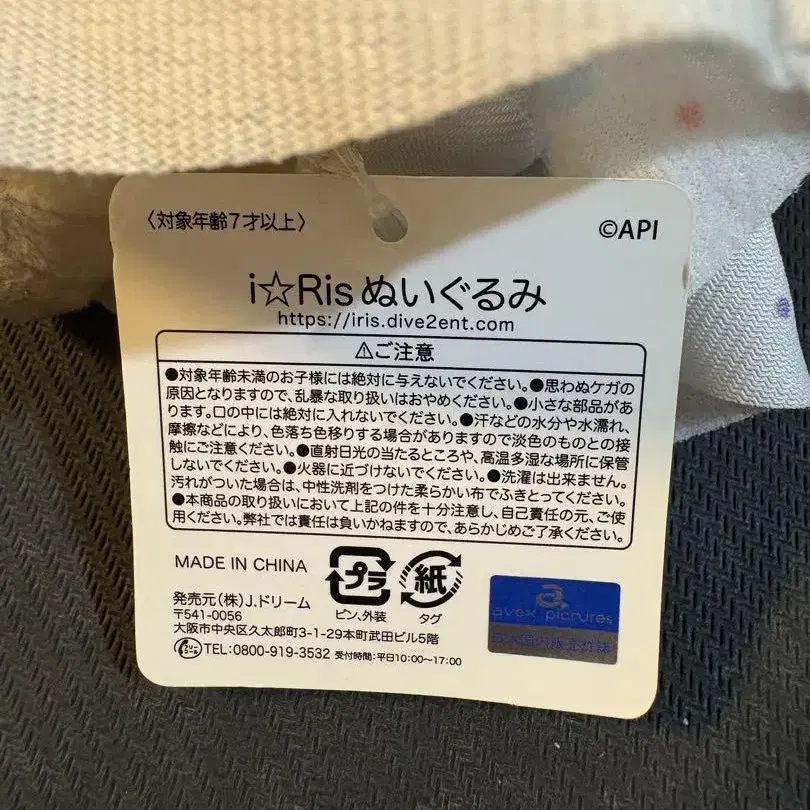 〈対象年齢7才以上〉
©API
i☆Ris ぬいぐるみ
https://iris.dive2ent.com
⚠ご注意
●対象年齢未満のお子様には絶対に与えないでください。●思わぬケガの
原因となりますので、乱暴な取り扱いはおやめください。●小さな部品があ
ります。口の中には絶対に入れないでください。●汗などの水分や水濡れ、
摩擦などにより、色落ち色移りする場合がありますので淡色のものとの接
触にご注意ください。●直射日光の当たるところや、高温多湿な場所に保管
しないでください。●火器に近づけないでください。●洗濯は出来ません。
汚れがついた場合は、中性洗剤をつけた柔らかい布でふきとってください。
●本商品の取り扱いにおいて上記の件を十分注意し、自己責任の元、ご使
用ください。弊社では責任は負いかねますので、あらかじめご了承ください。
MADE IN CHINA
プラ
紙
ピン、外装
タグ
発売元(株)J.ドリーム
〒541-0056
大阪市中央区久太郎町3-1-29本町武田ビル5階
フリーコール TEL:0800-919-3532 受付時間:平日10:00〜17:00
avex pictures
日本国内販売許諾